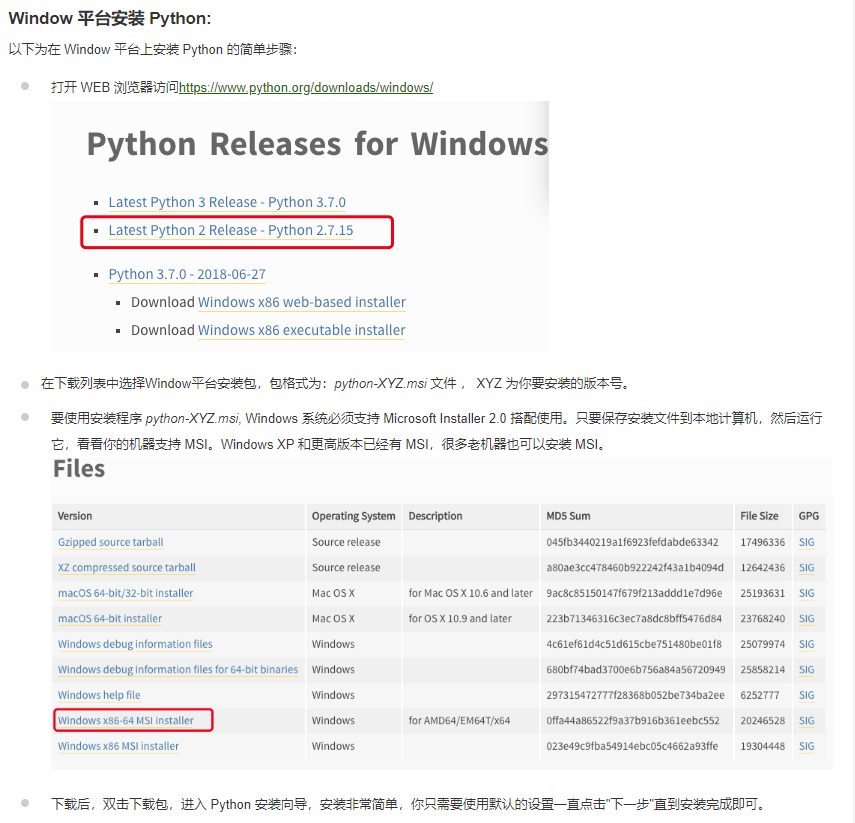 Window 平台安装 Python:
以下为在 Window 平台上安装 Python 的简单步骤：
打开 WEB 浏览器访问https://www.python.org/downloads/windows/
Python Releases for Windows
Latest Python 3 Release - Python 3.7.0
Latest Python 2 Release - Python 2.7.15
Python 3.7.0 - 2018-06-27
Download Windows x86 web-based installer
Download Windows x86 executable installer
在下载列表中选择Window平台安装包，包格式为：python-XYZ.msi 文件 ， XYZ 为你要安装的版本号。
要使用安装程序 python-XYZ.msi, Windows 系统必须支持 Microsoft Installer 2.0 搭配使用。只要保存安装文件到本地计算机，然后运行
它，看看你的机器支持 MSI。Windows XP 和更高版本已经有 MSI，很多老机器也可以安装 MSI。
Files
Version Operating System Description MD5 Sum File Size GPG
Gzipped source tarball Source release 045fb3440219a1f6923fefdabde63342 17496336 SIG
XZ compressed source tarball Source release a80ae3cc478460b922242f43a1b4094d 12642436 SIG
macOS 64-bit/32-bit installer Mac OS X for Mac OS X 10.6 and later 9ac8c85150147f679f213addd1e7d96e 25193631 SIG
macOS 64-bit installer Mac OS X for OS X 10.9 and later 223b71346316c3ec7a8dc8bff5476d84 23768240 SIG
Windows debug information files Windows 4c61ef61d4c51d615cbe751480be01f8 25079974 SIG
Windows debug information files for 64-bit binaries Windows 680bf74bad3700e6b756a84a56720949 25858214 SIG
Windows help file Windows 297315472777f28368b052be734ba2ee 6252777 SIG
Windows x86-64 MSI installer Windows for AMD64/EM64T/x64 0ffa44a86522f9a37b916b361eebc552 20246528 SIG
Windows x86 MSI installer Windows 023e49c9fba54914ebc05c4662a93ffe 19304448 SIG
下载后，双击下载包，进入 Python 安装向导，安装非常简单，你只需要使用默认的设置一直点击"下一步"直到安装完成即可。